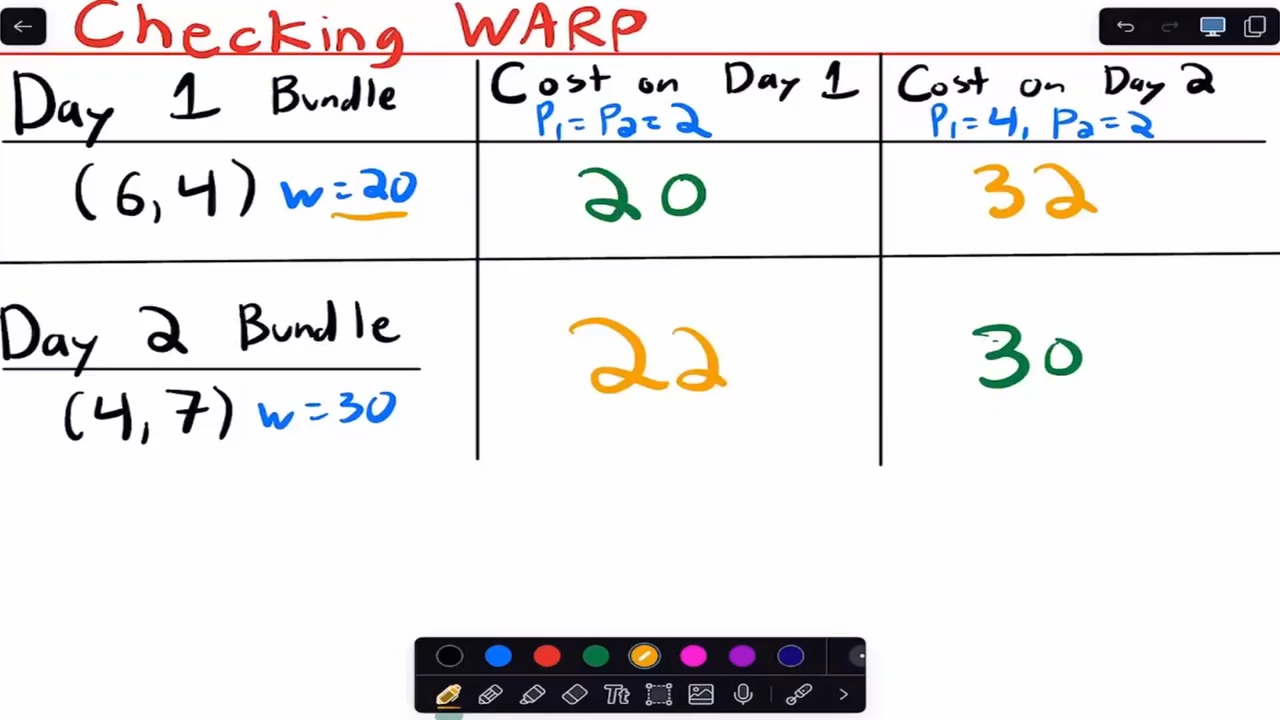 Checking WARP
Day 1 Bundle
Cost on Day 1
P₁ = P₂ = 2
Cost on Day 2
P₁ = 4, P₂ = 2
(6,4) w = 20
20
32
Day 2 Bundle
(4,7) w = 30
22
30
Tt